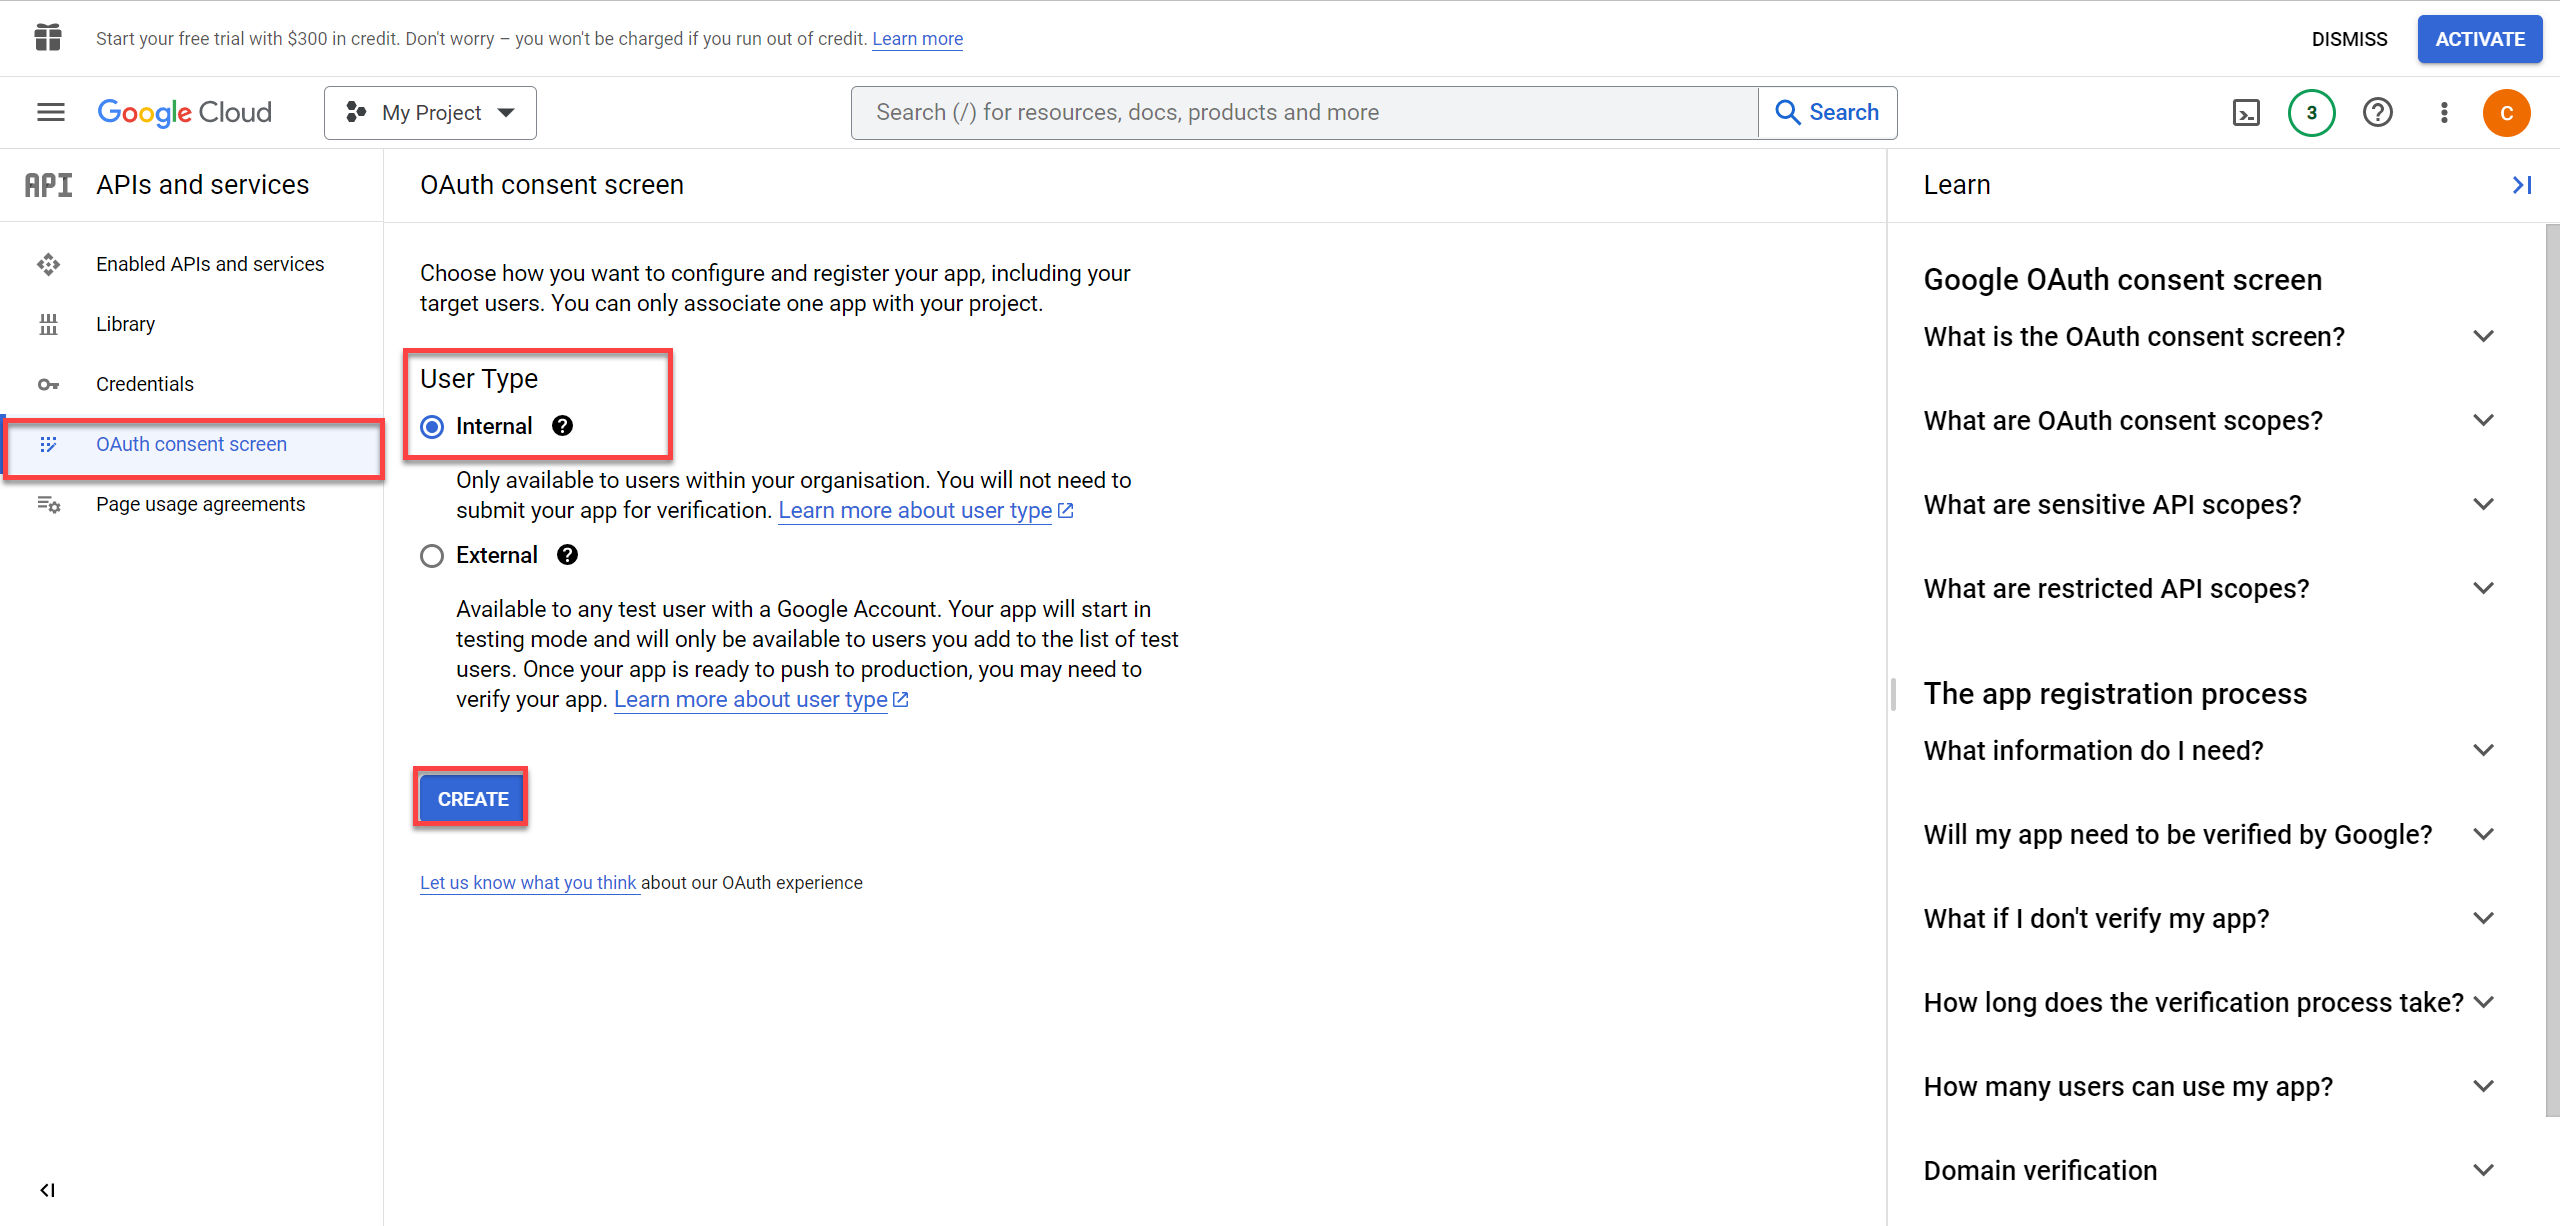 Start your free trial with $300 in credit. Don't worry – you won't be charged if you run out of credit. Learn more
DISMISS
ACTIVATE
Google Cloud
My Project
Search (/) for resources, docs, products and more
Search
3
C
API
APIs and services
Enabled APIs and services
Library
Credentials
OAuth consent screen
Page usage agreements
OAuth consent screen
Choose how you want to configure and register your app, including your
target users. You can only associate one app with your project.
User Type
Internal
Only available to users within your organisation. You will not need to
submit your app for verification. Learn more about user type
External
Available to any test user with a Google Account. Your app will start in
testing mode and will only be available to users you add to the list of test
users. Once your app is ready to push to production, you may need to
verify your app. Learn more about user type
CREATE
Let us know what you think about our OAuth experience
Learn
Google OAuth consent screen
What is the OAuth consent screen?
What are OAuth consent scopes?
What are sensitive API scopes?
What are restricted API scopes?
The app registration process
What information do I need?
Will my app need to be verified by Google?
What if I don't verify my app?
How long does the verification process take?
How many users can use my app?
Domain verification